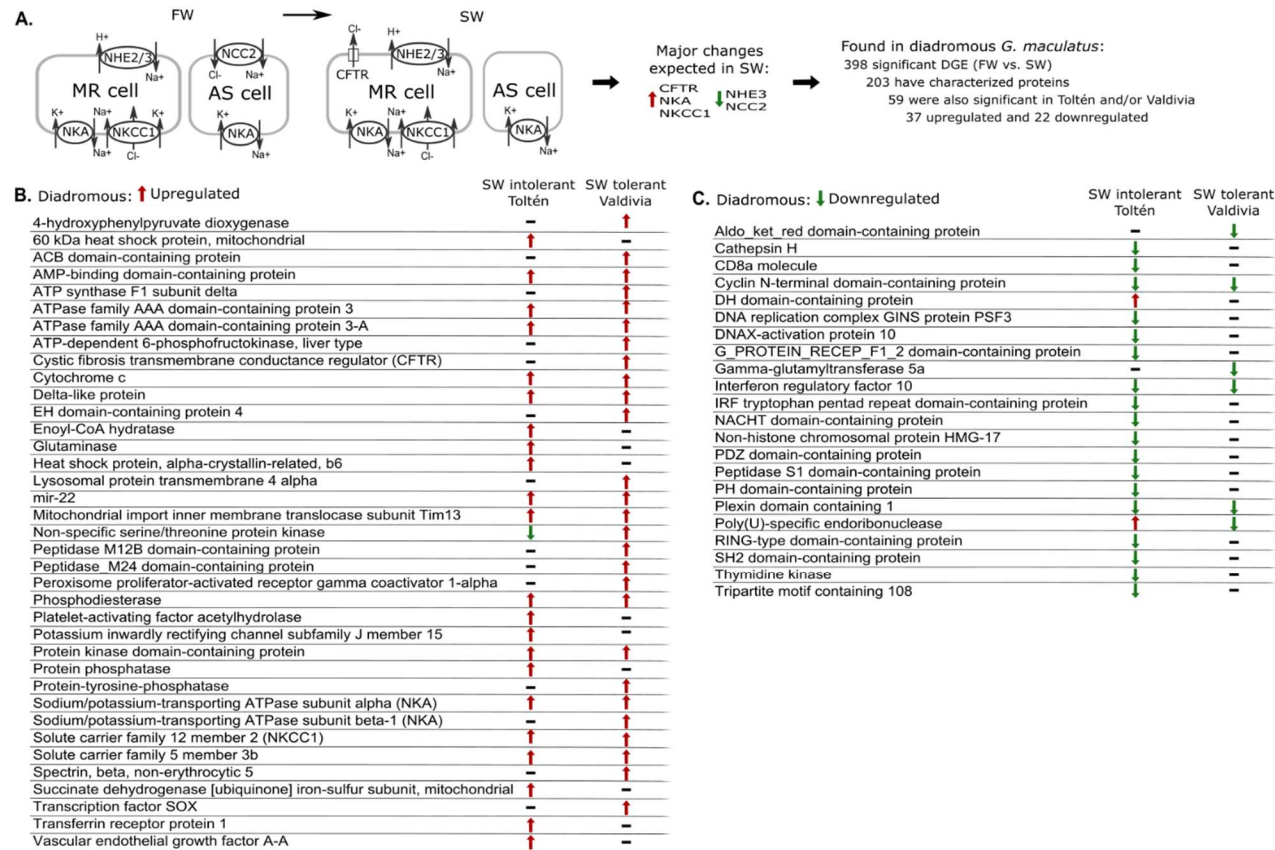 A.
FW
SW
K+
NHE2/3
Na+
MR cell
K+
NKA
Na+
Na+
NKCC1
K+
Cl-
NCC2
Cl-
Na+
AS cell
K+
NKA
Na+
Cl-
CFTR
H+
NHE2/3
Na+
MR cell
K+
NKA
Na+
Na+
NKCC1
K+
Cl-
AS cell
K+
NKA
Na+
Major changes
expected in SW:
CFTR
NKA
NKCC1
NHE3
NCC2
Found in diadromous G. maculatus:
398 significant DGE (FW vs. SW)
203 have characterized proteins
59 were also significant in Toltén and/or Valdivia
37 upregulated and 22 downregulated
B. Diadromous: ↑ Upregulated
SW intolerant Toltén
SW tolerant Valdivia
4-hydroxyphenylpyruvate dioxygenase – ↑
60 kDa heat shock protein, mitochondrial ↑ –
ACB domain-containing protein – ↑
AMP-binding domain-containing protein ↑ ↑
ATP synthase F1 subunit delta – ↑
ATPase family AAA domain-containing protein 3 ↑ ↑
ATPase family AAA domain-containing protein 3-A ↑ ↑
ATP-dependent 6-phosphofructokinase, liver type – ↑
Cystic fibrosis transmembrane conductance regulator (CFTR) – ↑
Cytochrome c ↑ ↑
Delta-like protein ↑ ↑
EH domain-containing protein 4 – ↑
Enoyl-CoA hydratase ↑ –
Glutaminase ↑ –
Heat shock protein, alpha-crystallin-related, b6 ↑ –
Lysosomal protein transmembrane 4 alpha – ↑
mir-22 ↑ ↑
Mitochondrial import inner membrane translocase subunit Tim13 ↑ ↑
Non-specific serine/threonine protein kinase ↓ ↑
Peptidase M12B domain-containing protein – ↑
Peptidase_M24 domain-containing protein – ↑
Peroxisome proliferator-activated receptor gamma coactivator 1-alpha – ↑
Phosphodiesterase ↑ ↑
Platelet-activating factor acetylhydrolase ↑ –
Potassium inwardly rectifying channel subfamily J member 15 ↑ –
Protein kinase domain-containing protein ↑ ↑
Protein phosphatase ↑ –
Protein-tyrosine-phosphatase – ↑
Sodium/potassium-transporting ATPase subunit alpha (NKA) ↑ ↑
Sodium/potassium-transporting ATPase subunit beta-1 (NKA) – ↑
Solute carrier family 12 member 2 (NKCC1) ↑ ↑
Solute carrier family 5 member 3b ↑ ↑
Spectrin, beta, non-erythrocytic 5 – ↑
Succinate dehydrogenase [ubiquinone] iron-sulfur subunit, mitochondrial ↑ –
Transcription factor SOX – ↑
Transferrin receptor protein 1 ↑ –
Vascular endothelial growth factor A-A ↑ –
C. Diadromous: ↓ Downregulated
SW intolerant Toltén
SW tolerant Valdivia
Aldo_ket_red domain-containing protein – ↓
Cathepsin H ↓ –
CD8a molecule ↓ –
Cyclin N-terminal domain-containing protein ↓ ↓
DH domain-containing protein ↑ –
DNA replication complex GINS protein PSF3 ↓ –
DNAX-activation protein 10 ↓ –
G_PROTEIN_RECEP_F1_2 domain-containing protein ↓ –
Gamma-glutamyltransferase 5a – ↓
Interferon regulatory factor 10 ↓ ↓
IRF tryptophan pentad repeat domain-containing protein ↓ –
NACHT domain-containing protein ↓ –
Non-histone chromosomal protein HMG-17 ↓ –
PDZ domain-containing protein ↓ –
Peptidase S1 domain-containing protein ↓ –
PH domain-containing protein ↓ –
Plexin domain containing 1 ↓ ↓
Poly(U)-specific endoribonuclease ↑ ↓
RING-type domain-containing protein ↓ –
SH2 domain-containing protein ↓ –
Thymidine kinase ↓ –
Tripartite motif containing 108 ↓ –